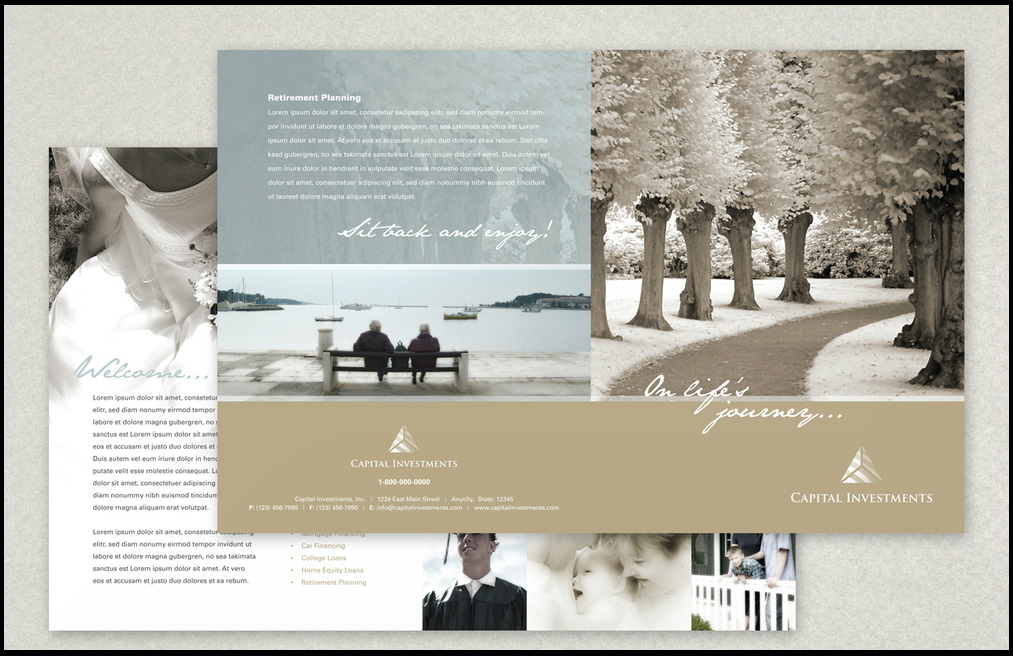 Retirement Planning
Lorem ipsum dolor sit amet, consetetur sadipscing elitr, sed diam nonumy eirmod tem-
por invidunt ut labore et dolore magna gubergren, no sea takimata sanctus est Lorem
ipsum dolor sit amet. At vero eos et accusam et justo duo dolores et ea rebum. Stet clita
kasd gubergren, no sea takimata sanctus est Lorem ipsum dolor sit amet. Duis autem vel
eum iriure dolor in hendrerit in vulputate velit esse molestie consequat. Lorem ipsum
dolor sit amet, consectetuer adipiscing elit, sed diam nonummy nibh euismod tincidunt
ut laoreet dolore magna aliquam erat volutpat.
Sit back and enjoy!
On life's
journey...
CAPITAL INVESTMENTS
1-800-000-0000
Capital Investments, Inc. | 1234 East Main Street | Anycity, State, 12345
P: (123) 456-7890 | F: (123) 456-7890 | E: info@capitalinvestments.com | www.capitalinvestments.com
CAPITAL INVESTMENTS
Welcome...
Lorem ipsum dolor sit amet, consetetur
elitr, sed diam nonumy eirmod tempor
labore et dolore magna gubergren, no s
sanctus est Lorem ipsum dolor sit amet
eos et accusam et justo duo dolores et
Duis autem vel eum iriure dolor in hend
putate velit esse molestie consequat. Lo
dolor sit amet, consectetuer adipiscing
diam nonummy nibh euismod tincidunt
dolore magna aliquam erat volutpat.
Lorem ipsum dolor sit amet, consetetur sadipscing
elitr, sed diam nonumy eirmod tempor invidunt ut
labore et dolore magna gubergren, no sea takimata
sanctus est Lorem ipsum dolor sit amet. At vero
eos et accusam et justo duo dolores et ea rebum.
• Mortgage Financing
• Car Financing
• College Loans
• Home Equity Loans
• Retirement Planning